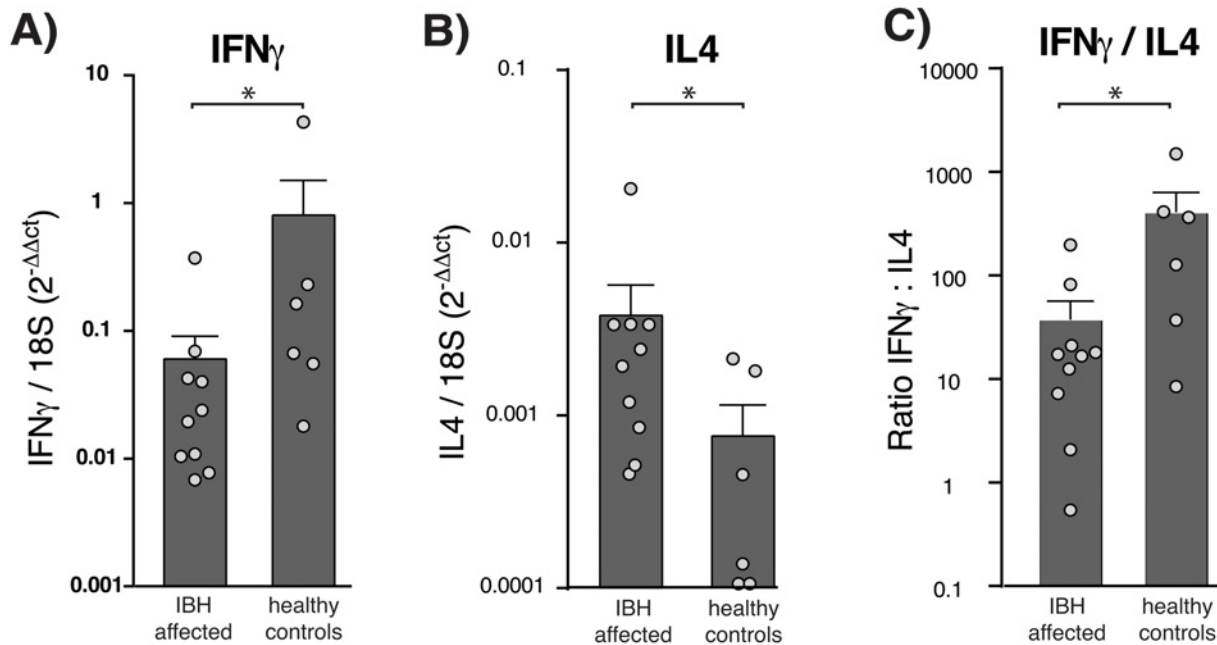 A)
IFNγ
10
1
0.1
0.01
0.001
IFNγ / 18S (2^-ΔΔct)
*
IBH
affected
healthy
controls
B)
IL4
0.1
0.01
0.001
0.0001
IL4 / 18S (2^-ΔΔct)
*
IBH
affected
healthy
controls
C)
IFNγ / IL4
10000
1000
100
10
1
0.1
Ratio IFNγ : IL4
*
IBH
affected
healthy
controls